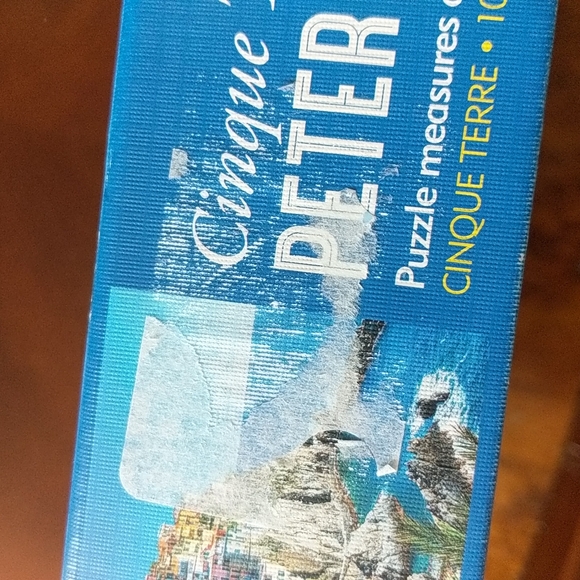 Cinque
PETER
Puzzle measures
CINQUE TERRE •